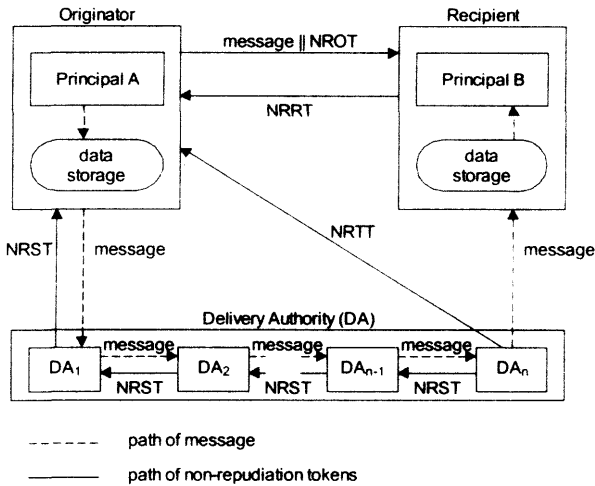 Originator
Recipient
message || NROT
Principal A
Principal B
NRRT
data
storage
data
storage
NRTT
NRST
message
message
Delivery Authority (DA)
message
message
message
DA1
DA2
DAn-1
DAn
NRST
NRST
NRST
path of message
path of non-repudiation tokens